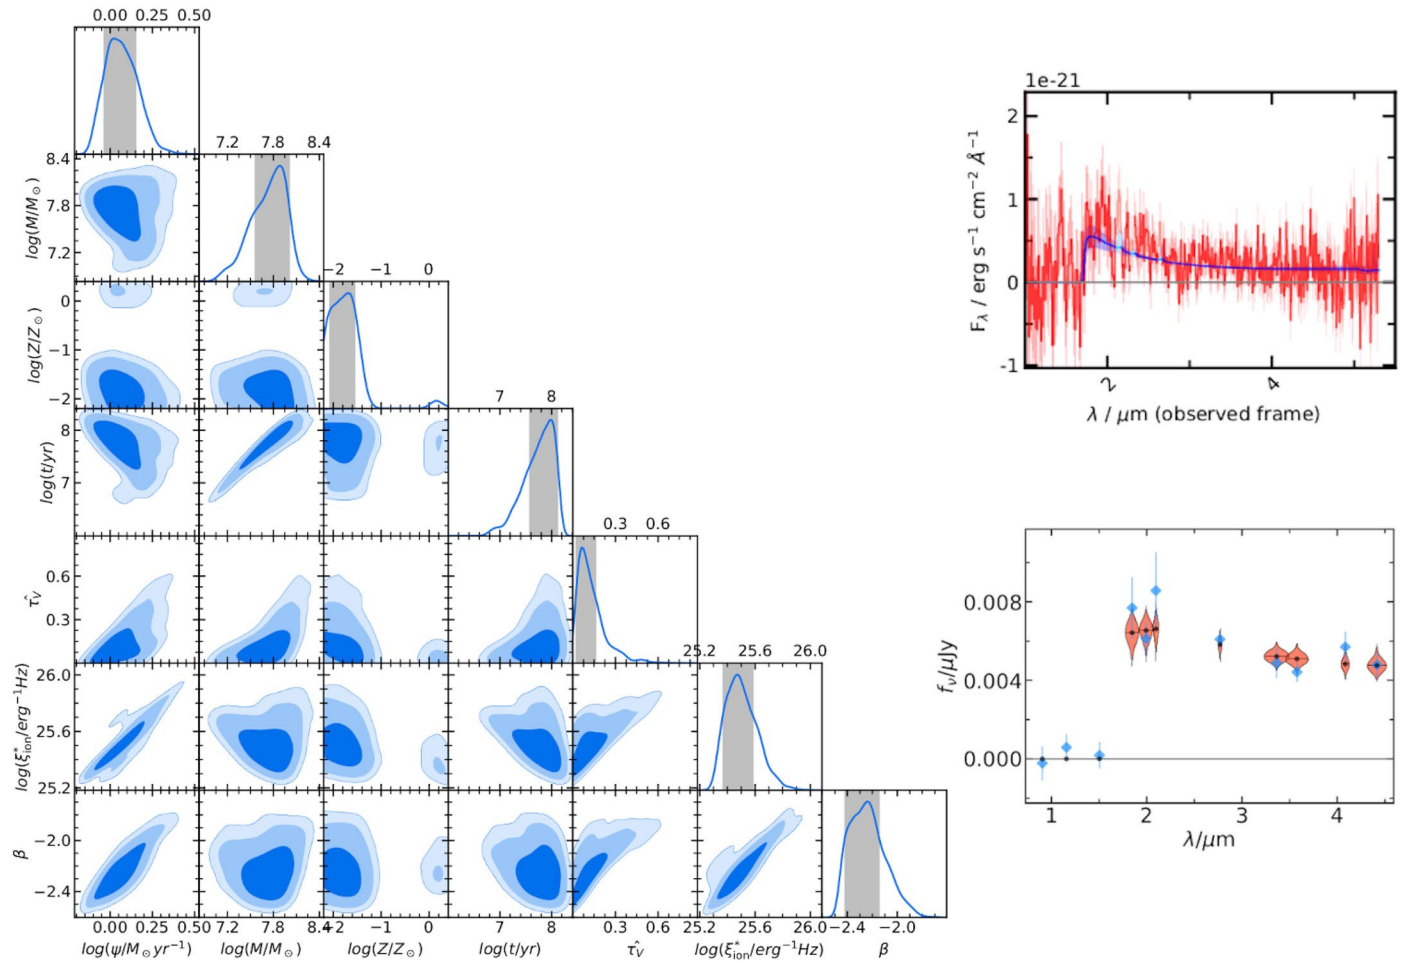 0.00 0.25 0.50
8.4
7.8
7.2
log(M/M⊙)
7.2 7.8 8.4
0
−1
−2
log(Z/Z⊙)
−2 −1 0
8
7
log(t/yr)
7 8
0.6
0.3
τ̂V
0.3 0.6
26.0
25.6
25.2
log(ξ*ion/erg⁻¹Hz)
25.2 25.6 26.0
−2.0
−2.4
β
0.00 0.25 0.50
7.2 7.8 8.4
−2 −1 0
7 8
0.3 0.6
25.2 25.6 26.0
−2.4 −2.0
log(ψ/M⊙yr⁻¹)
log(M/M⊙)
log(Z/Z⊙)
log(t/yr)
τ̂V
log(ξ*ion/erg⁻¹Hz)
β
1e-21
2
1
0
-1
Fλ / erg s⁻¹ cm⁻² Å⁻¹
2 4
λ / μm (observed frame)
0.008
0.004
0.000
fν/μJy
1 2 3 4
λ/μm